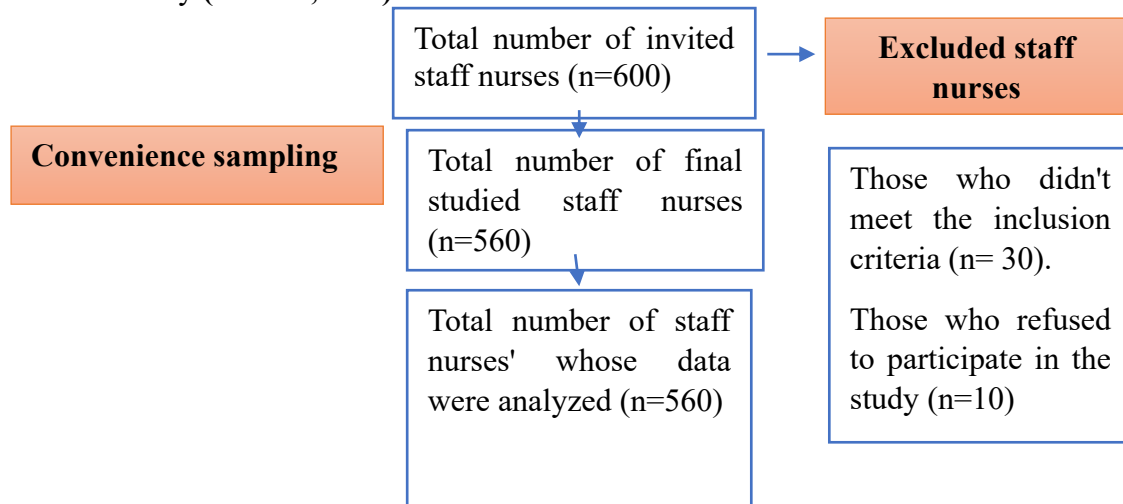 Total number of invited
staff nurses (n=600)
Excluded staff
nurses
Convenience sampling
Total number of final
studied staff nurses
(n=560)
Those who didn't
meet the inclusion
criteria (n= 30).
Those who refused
to participate in the
study (n=10)
Total number of staff
nurses' whose data
were analyzed (n=560)